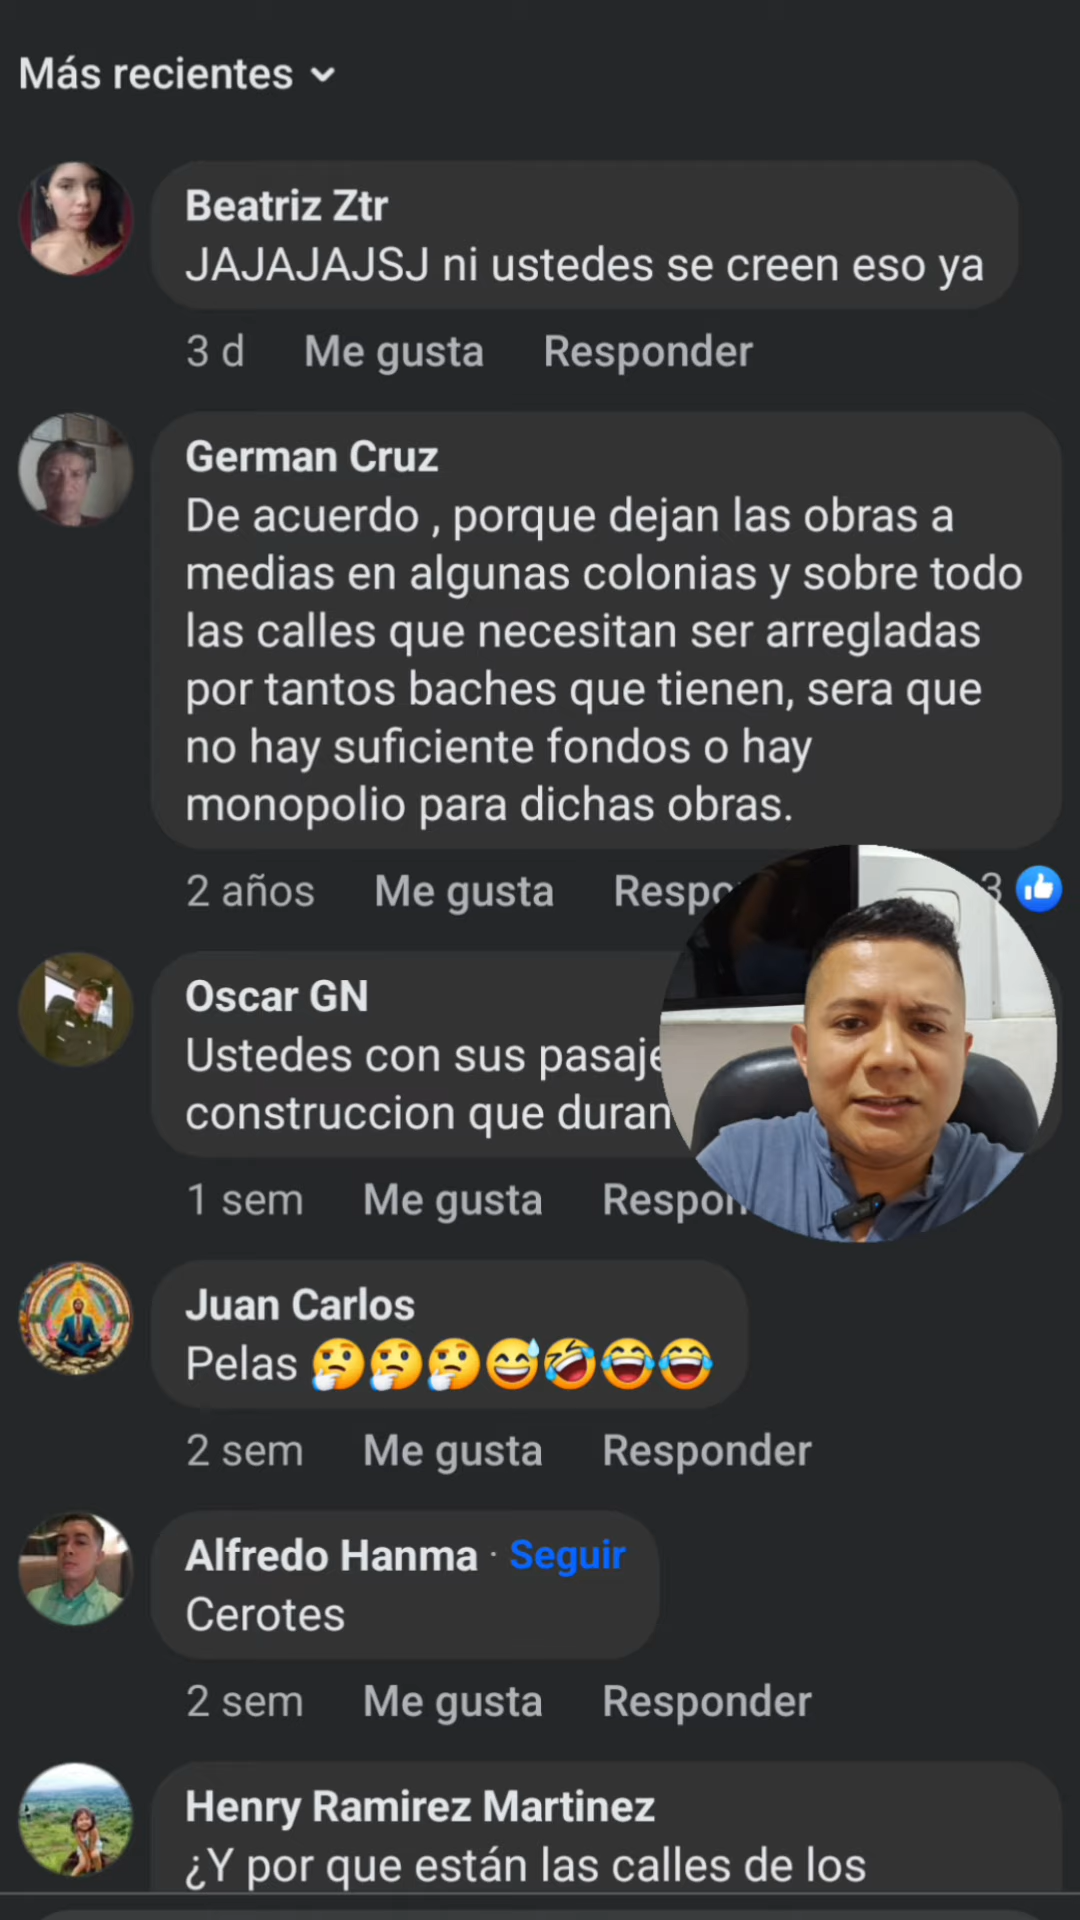 Más recientes
Beatriz Ztr
JAJAJAJSJ ni ustedes se creen eso ya
3 d Me gusta Responder
German Cruz
De acuerdo , porque dejan las obras a
medias en algunas colonias y sobre todo
las calles que necesitan ser arregladas
por tantos baches que tienen, sera que
no hay suficiente fondos o hay
monopolio para dichas obras.
2 años Me gusta Respo 3
Oscar GN
Ustedes con sus pasaje
construccion que duran
1 sem Me gusta Respon
Juan Carlos
Pelas 🤔🤔🤔😅🤣😂😂
2 sem Me gusta Responder
Alfredo Hanma · Seguir
Cerotes
2 sem Me gusta Responder
Henry Ramirez Martinez
¿Y por que están las calles de los